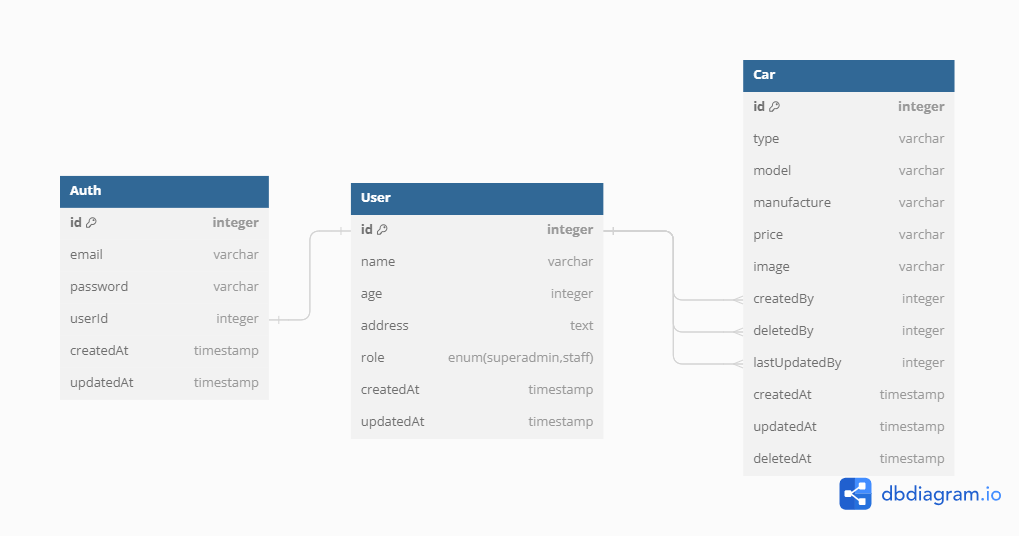 Auth
id integer
email varchar
password varchar
userId integer
createdAt timestamp
updatedAt timestamp
User
id integer
name varchar
age integer
address text
role enum(superadmin,staff)
createdAt timestamp
updatedAt timestamp
Car
id integer
type varchar
model varchar
manufacture varchar
price varchar
image varchar
createdBy integer
deletedBy integer
lastUpdatedBy integer
createdAt timestamp
updatedAt timestamp
deletedAt timestamp
dbdiagram.io